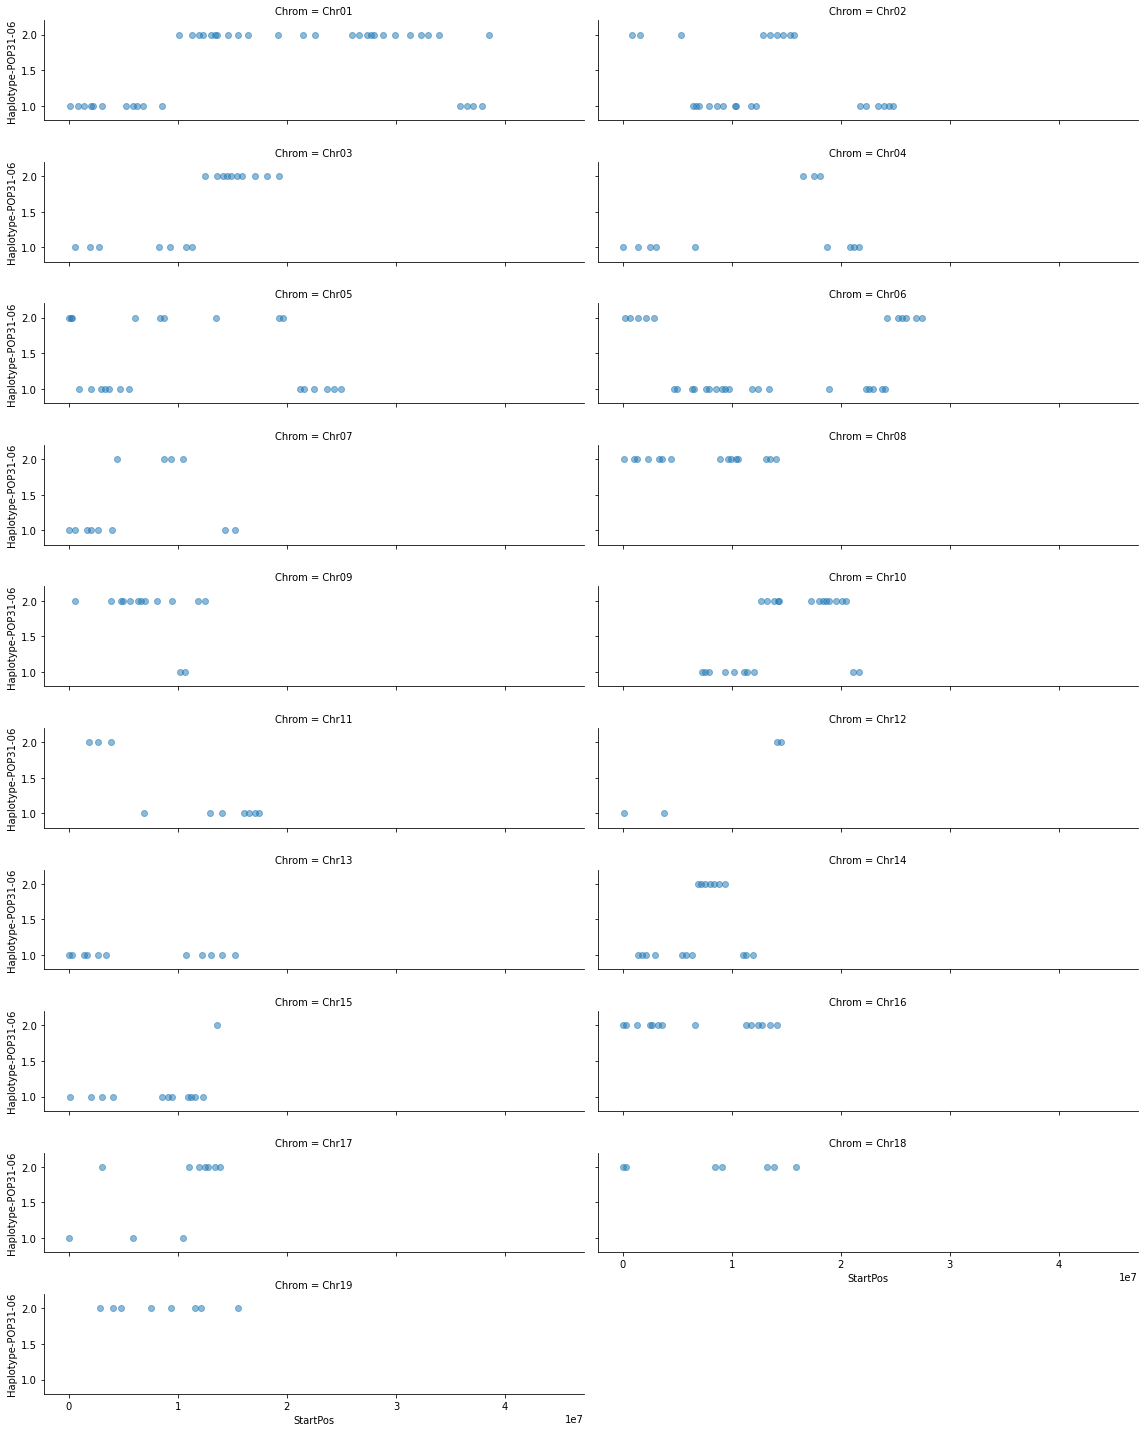 Chrom = Chr01
Chrom = Chr02
Haplotype-POP31-06
2.0
1.5
1.0
Chrom = Chr03
Chrom = Chr04
Haplotype-POP31-06
2.0
1.5
1.0
Chrom = Chr05
Chrom = Chr06
Haplotype-POP31-06
2.0
1.5
1.0
Chrom = Chr07
Chrom = Chr08
Haplotype-POP31-06
2.0
1.5
1.0
Chrom = Chr09
Chrom = Chr10
Haplotype-POP31-06
2.0
1.5
1.0
Chrom = Chr11
Chrom = Chr12
Haplotype-POP31-06
2.0
1.5
1.0
Chrom = Chr13
Chrom = Chr14
Haplotype-POP31-06
2.0
1.5
1.0
Chrom = Chr15
Chrom = Chr16
Haplotype-POP31-06
2.0
1.5
1.0
Chrom = Chr17
Chrom = Chr18
Haplotype-POP31-06
2.0
1.5
1.0
0 1 2 3 4
StartPos
1e7
Chrom = Chr19
Haplotype-POP31-06
2.0
1.5
1.0
0 1 2 3 4
StartPos
1e7